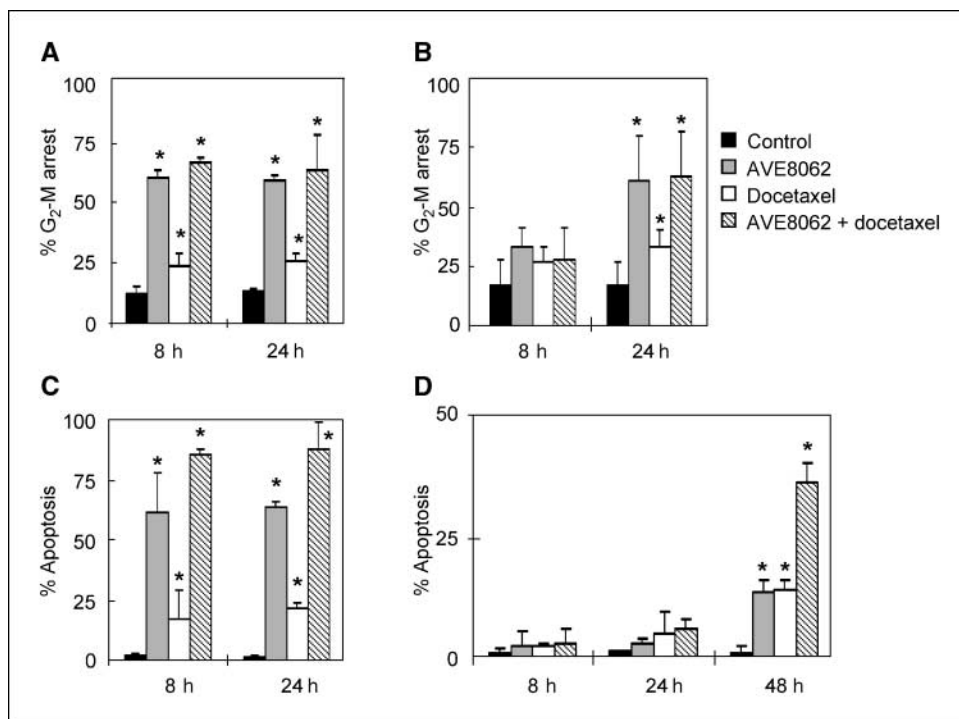 A
100
75
50
25
0
% G₂-M arrest
* * * * * *
8 h 24 h
B
100
75
50
25
0
% G₂-M arrest
* * *
8 h 24 h
Control
AVE8062
Docetaxel
AVE8062 + docetaxel
C
100
75
50
25
0
% Apoptosis
* * * * * *
8 h 24 h
D
50
25
0
% Apoptosis
* * *
8 h 24 h 48 h